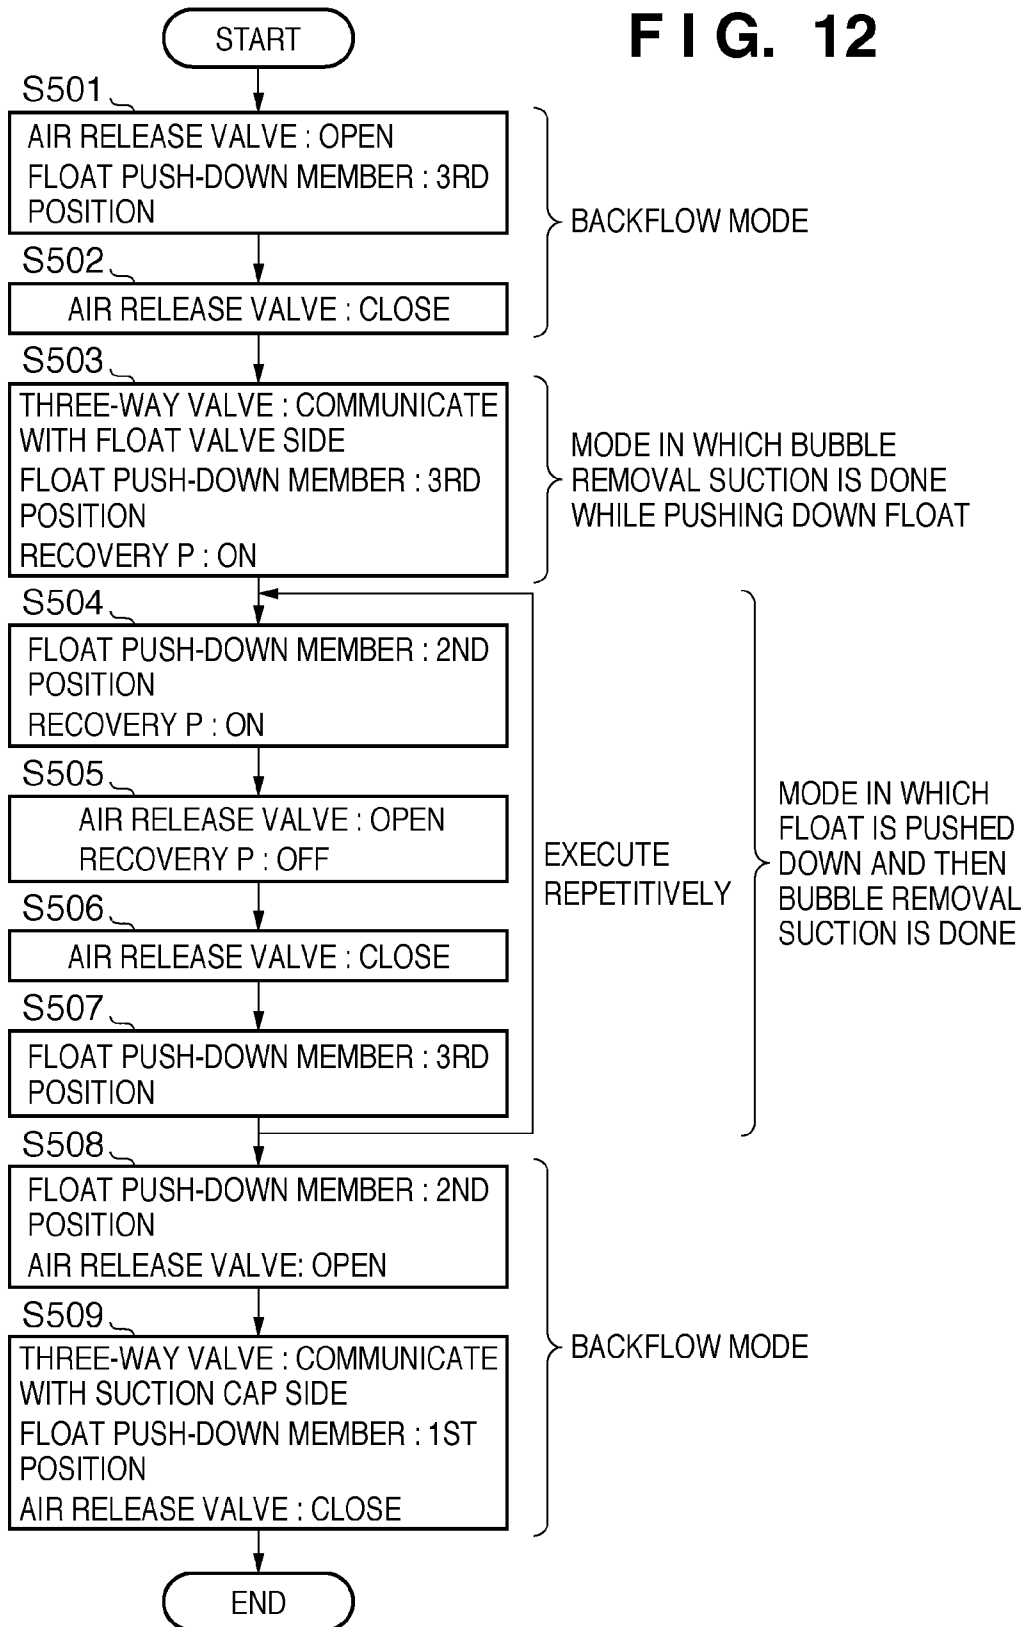 START
FIG. 12
S501
AIR RELEASE VALVE : OPEN
FLOAT PUSH-DOWN MEMBER : 3RD
POSITION
BACKFLOW MODE
S502
AIR RELEASE VALVE : CLOSE
S503
THREE-WAY VALVE : COMMUNICATE
WITH FLOAT VALVE SIDE
FLOAT PUSH-DOWN MEMBER : 3RD
POSITION
RECOVERY P : ON
MODE IN WHICH BUBBLE
REMOVAL SUCTION IS DONE
WHILE PUSHING DOWN FLOAT
S504
FLOAT PUSH-DOWN MEMBER : 2ND
POSITION
RECOVERY P : ON
S505
AIR RELEASE VALVE : OPEN
RECOVERY P : OFF
S506
AIR RELEASE VALVE : CLOSE
S507
FLOAT PUSH-DOWN MEMBER : 3RD
POSITION
EXECUTE
REPETITIVELY
MODE IN WHICH
FLOAT IS PUSHED
DOWN AND THEN
BUBBLE REMOVAL
SUCTION IS DONE
S508
FLOAT PUSH-DOWN MEMBER : 2ND
POSITION
AIR RELEASE VALVE: OPEN
S509
THREE-WAY VALVE : COMMUNICATE
WITH SUCTION CAP SIDE
FLOAT PUSH-DOWN MEMBER : 1ST
POSITION
AIR RELEASE VALVE : CLOSE
BACKFLOW MODE
END